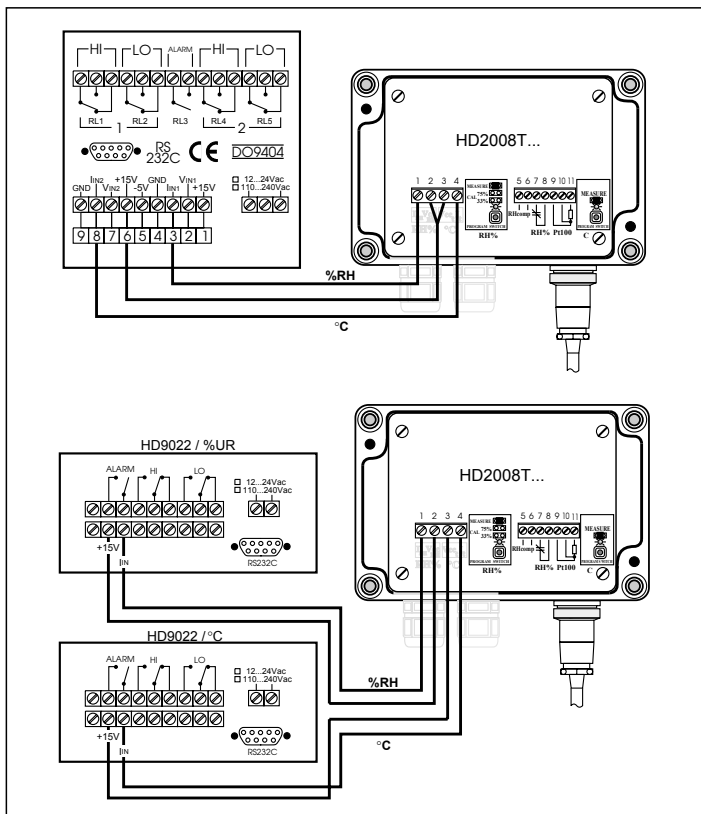 HI LO ALARM HI LO
RL1 RL2 RL3 RL4 RL5
1 2
RS
232C CE DO9404
IIN2 +15V GND VIN1
GND VIN2 -5V IIN1 +15V
12...24Vac
110...240Vac
9 8 7 6 5 4 3 2 1
HD2008T...
1 2 3 4
MEASURE
75%
CAL
33%
PROGRAM SWITCH
RH%
5 6 7 8 9 10 11
RHcomp RH% Pt100
MEASURE
PROGRAM SWITCH
C
RH% °C
%RH
°C
HD9022 / %UR
ALARM HI LO
12...24Vac
110...240Vac
+15V
IIN
RS232C
HD2008T...
1 2 3 4
MEASURE
75%
CAL
33%
PROGRAM SWITCH
RH%
5 6 7 8 9 10 11
RHcomp RH% Pt100
MEASURE
PROGRAM SWITCH
C
RH% °C
HD9022 / °C
ALARM HI LO
12...24Vac
110...240Vac
+15V
IIN
RS232C
%RH
°C